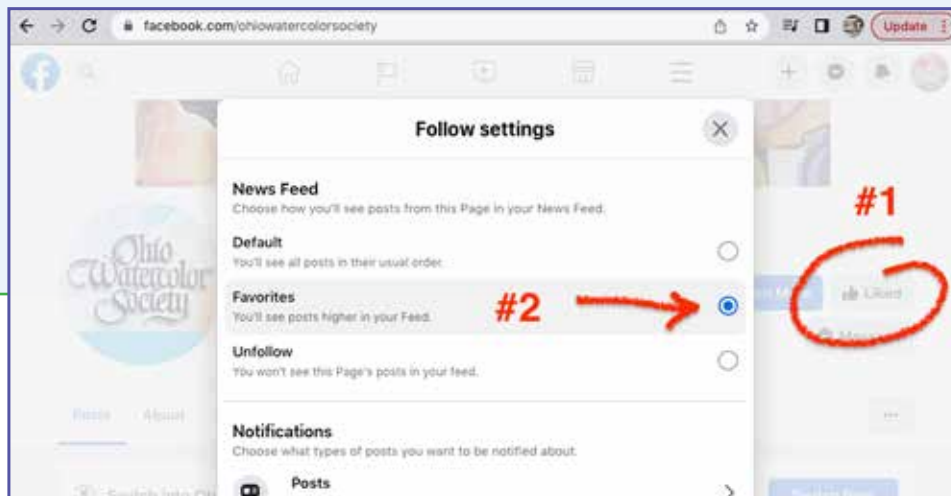 facebook.com/ohiowatercolorsociety
Update
Follow settings
News Feed
Choose how you'll see posts from this Page in your News Feed.
#1
Default
You'll see all posts in their usual order.
Ohio
Watercolor
Society
Liked
Favorites
#2
You'll see posts higher in your Feed.
Unfollow
You won't see this Page's posts in your feed.
Posts
About
Notifications
Choose what types of posts you want to be notified about.
Posts